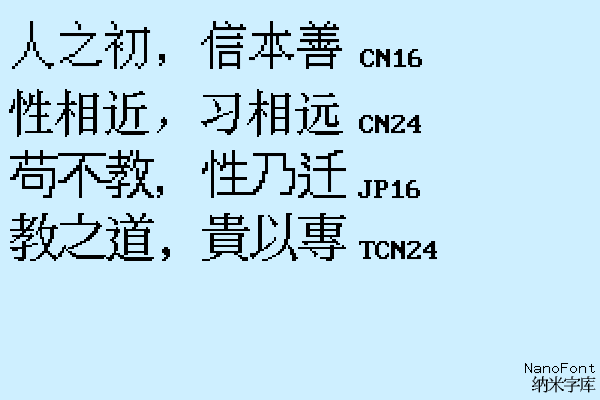 人之初，信本善 CN16
性相近，习相远 CN24
苟不教，性乃迁 JP16
教之道，貴以專 TCN24
NanoFont
纳米字库